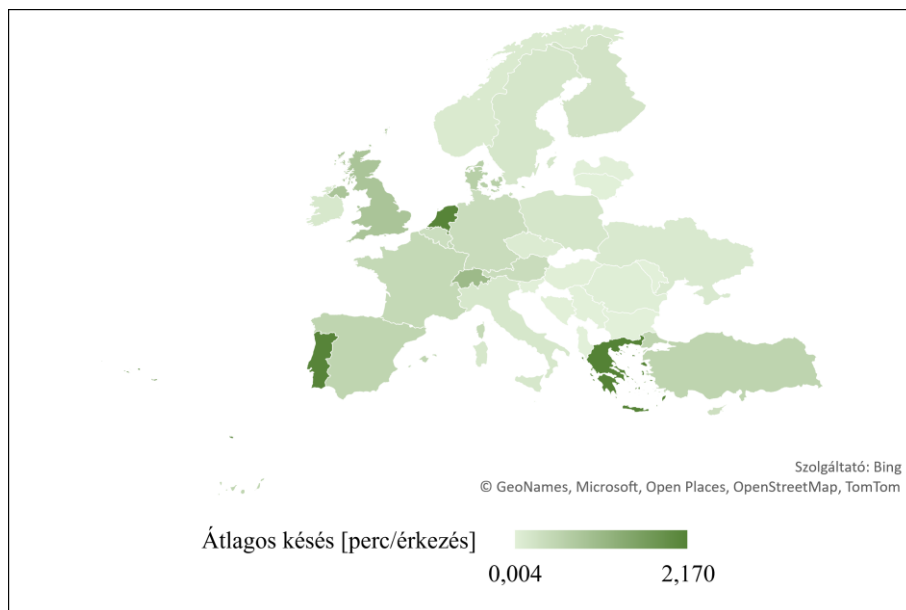 Szolgáltató: Bing
© GeoNames, Microsoft, Open Places, OpenStreetMap, TomTom
Átlagos késés [perc/érkezés]
0,004 2,170